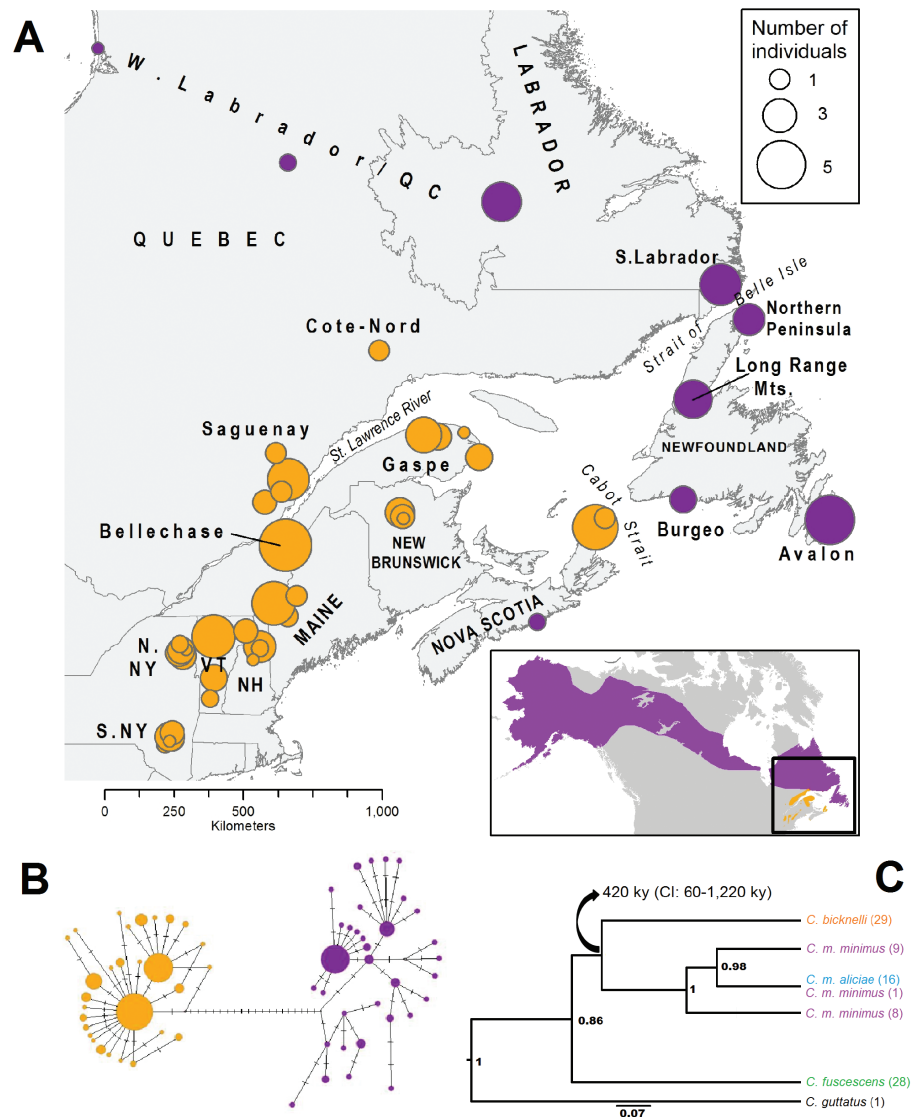 A
Number of
individuals
1
3
5
W. Labrador/QC
LABRADOR
QUEBEC
S.Labrador
Strait of Belle Isle
Northern
Peninsula
Cote-Nord
Long Range
Mts.
St. Lawrence River
Saguenay
Gaspe
NEWFOUNDLAND
Cabot Strait
Bellechase
NEW
BRUNSWICK
Burgeo
Avalon
MAINE
NOVA SCOTIA
N.
NY
VT
NH
S.NY
0 250 500 1,000
Kilometers
B
C
420 ky (CI: 60-1,220 ky)
C. bicknelli (29)
C. m. minimus (9)
0.98
C. m. aliciae (16)
C. m. minimus (1)
1
C. m. minimus (8)
0.86
1
C. fuscescens (28)
C. guttatus (1)
0.07